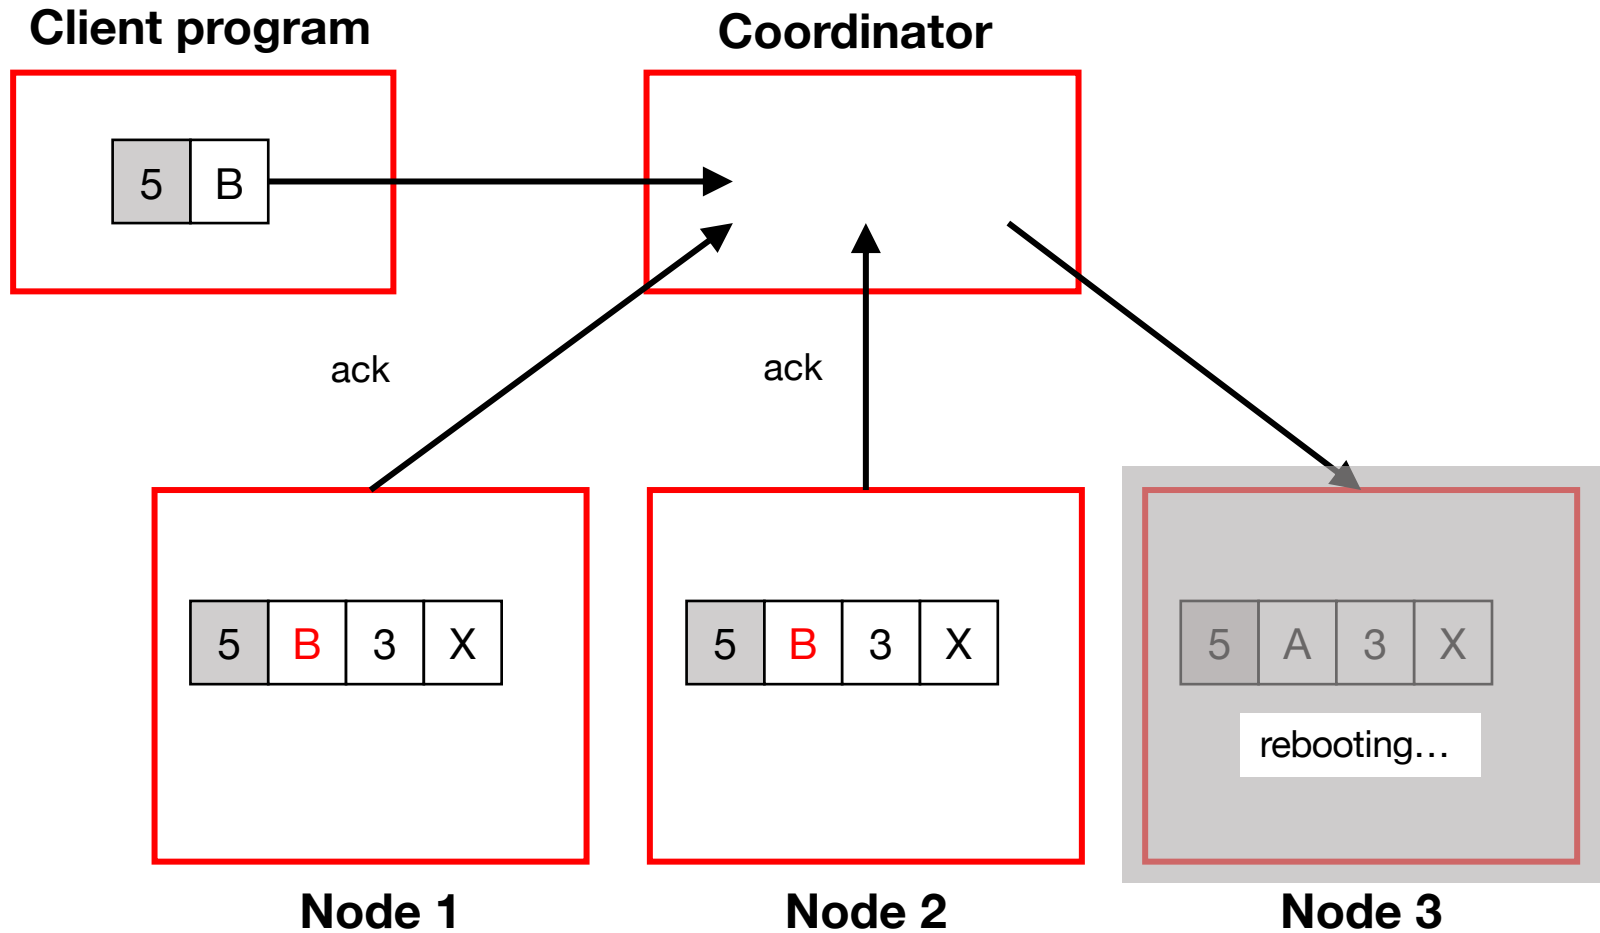 Client program
Coordinator
5 B
ack
ack
5 B 3 X
5 B 3 X
5 A 3 X
rebooting...
Node 1
Node 2
Node 3